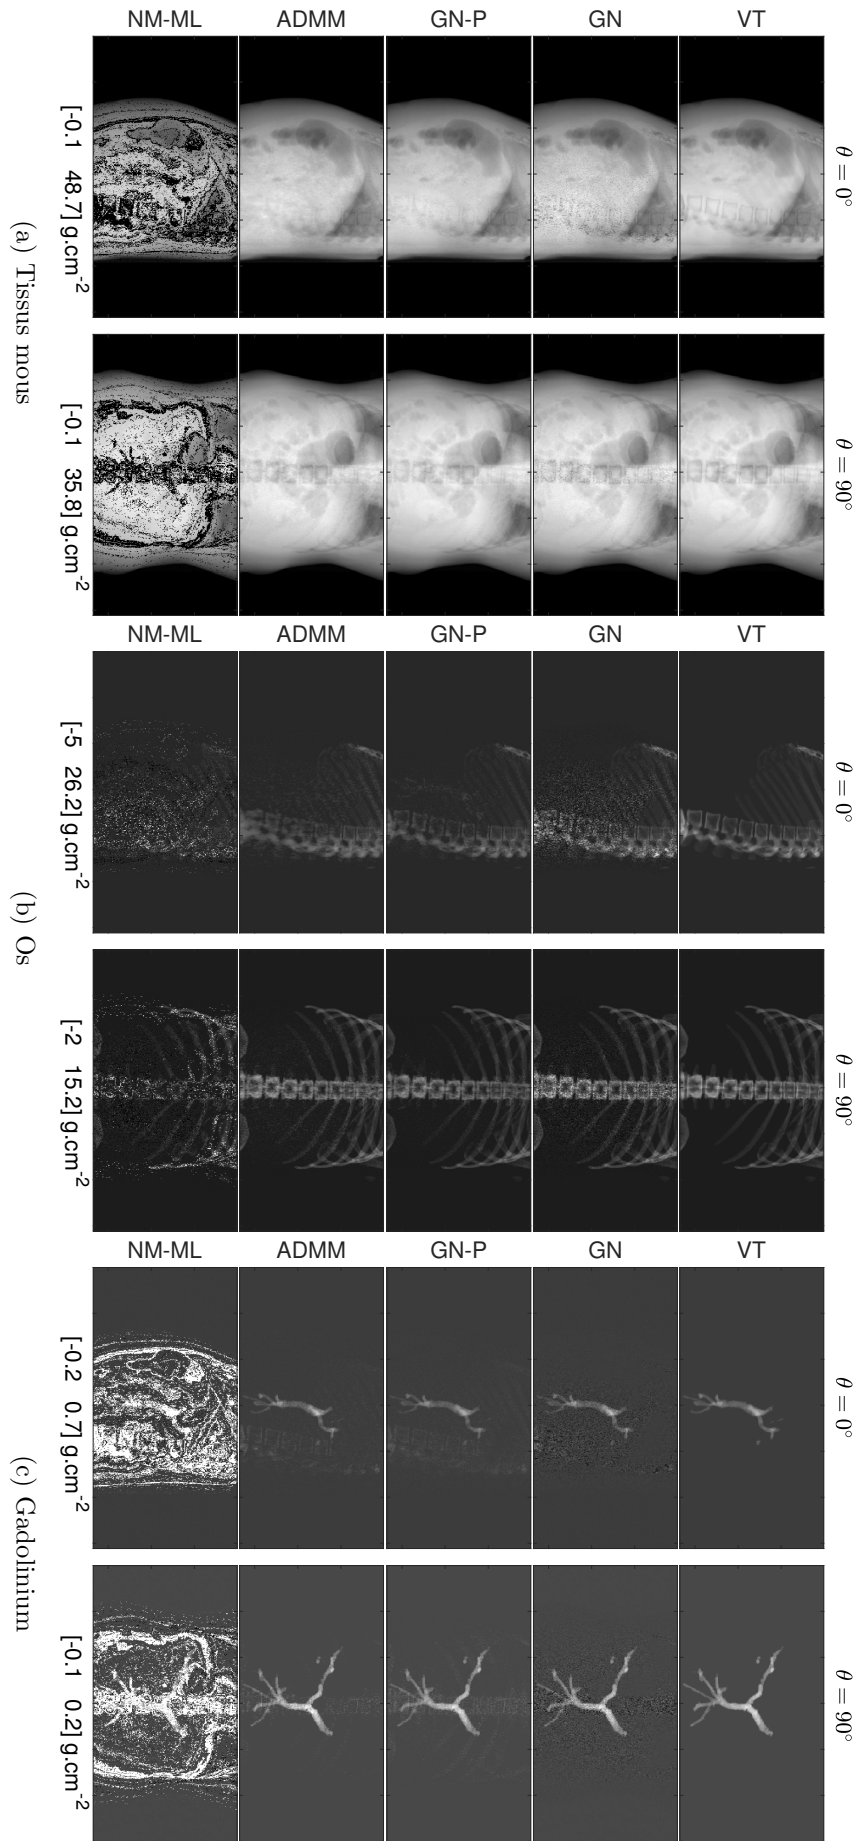 NM-ML ADMM GN-P GN VT
θ = 0°
[-0.1 48.7] g.cm-2
θ = 90°
[-0.1 35.8] g.cm-2
(a) Tissus mous
NM-ML ADMM GN-P GN VT
θ = 0°
[-5 26.2] g.cm-2
θ = 90°
[-2 15.2] g.cm-2
(b) Os
NM-ML ADMM GN-P GN VT
θ = 0°
[-0.2 0.7] g.cm-2
θ = 90°
[-0.1 0.2] g.cm-2
(c) Gadolinium